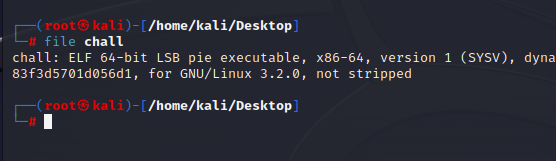 ┌──(root㉿kali)-[/home/kali/Desktop]
└─# file chall
chall: ELF 64-bit LSB pie executable, x86-64, version 1 (SYSV), dyna
83f3d5701d056d1, for GNU/Linux 3.2.0, not stripped
┌──(root㉿kali)-[/home/kali/Desktop]
└─#